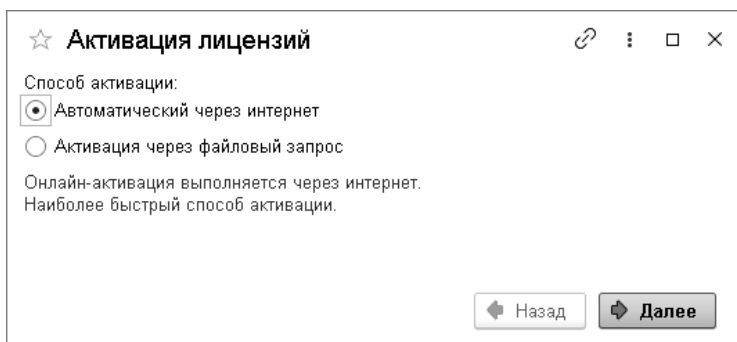 Активация лицензий
Способ активации:
Автоматический через интернет
Активация через файловый запрос
Онлайн-активация выполняется через интернет.
Наиболее быстрый способ активации.
Назад Далее